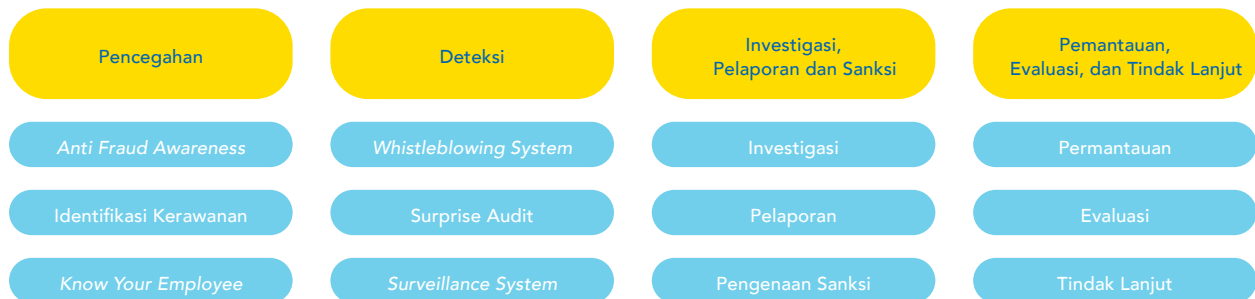 Pencegahan
Deteksi
Investigasi,
Pelaporan dan Sanksi
Pemantauan,
Evaluasi, dan Tindak Lanjut
Anti Fraud Awareness
Whistleblowing System
Investigasi
Permantauan
Identifikasi Kerawanan
Surprise Audit
Pelaporan
Evaluasi
Know Your Employee
Surveillance System
Pengenaan Sanksi
Tindak Lanjut